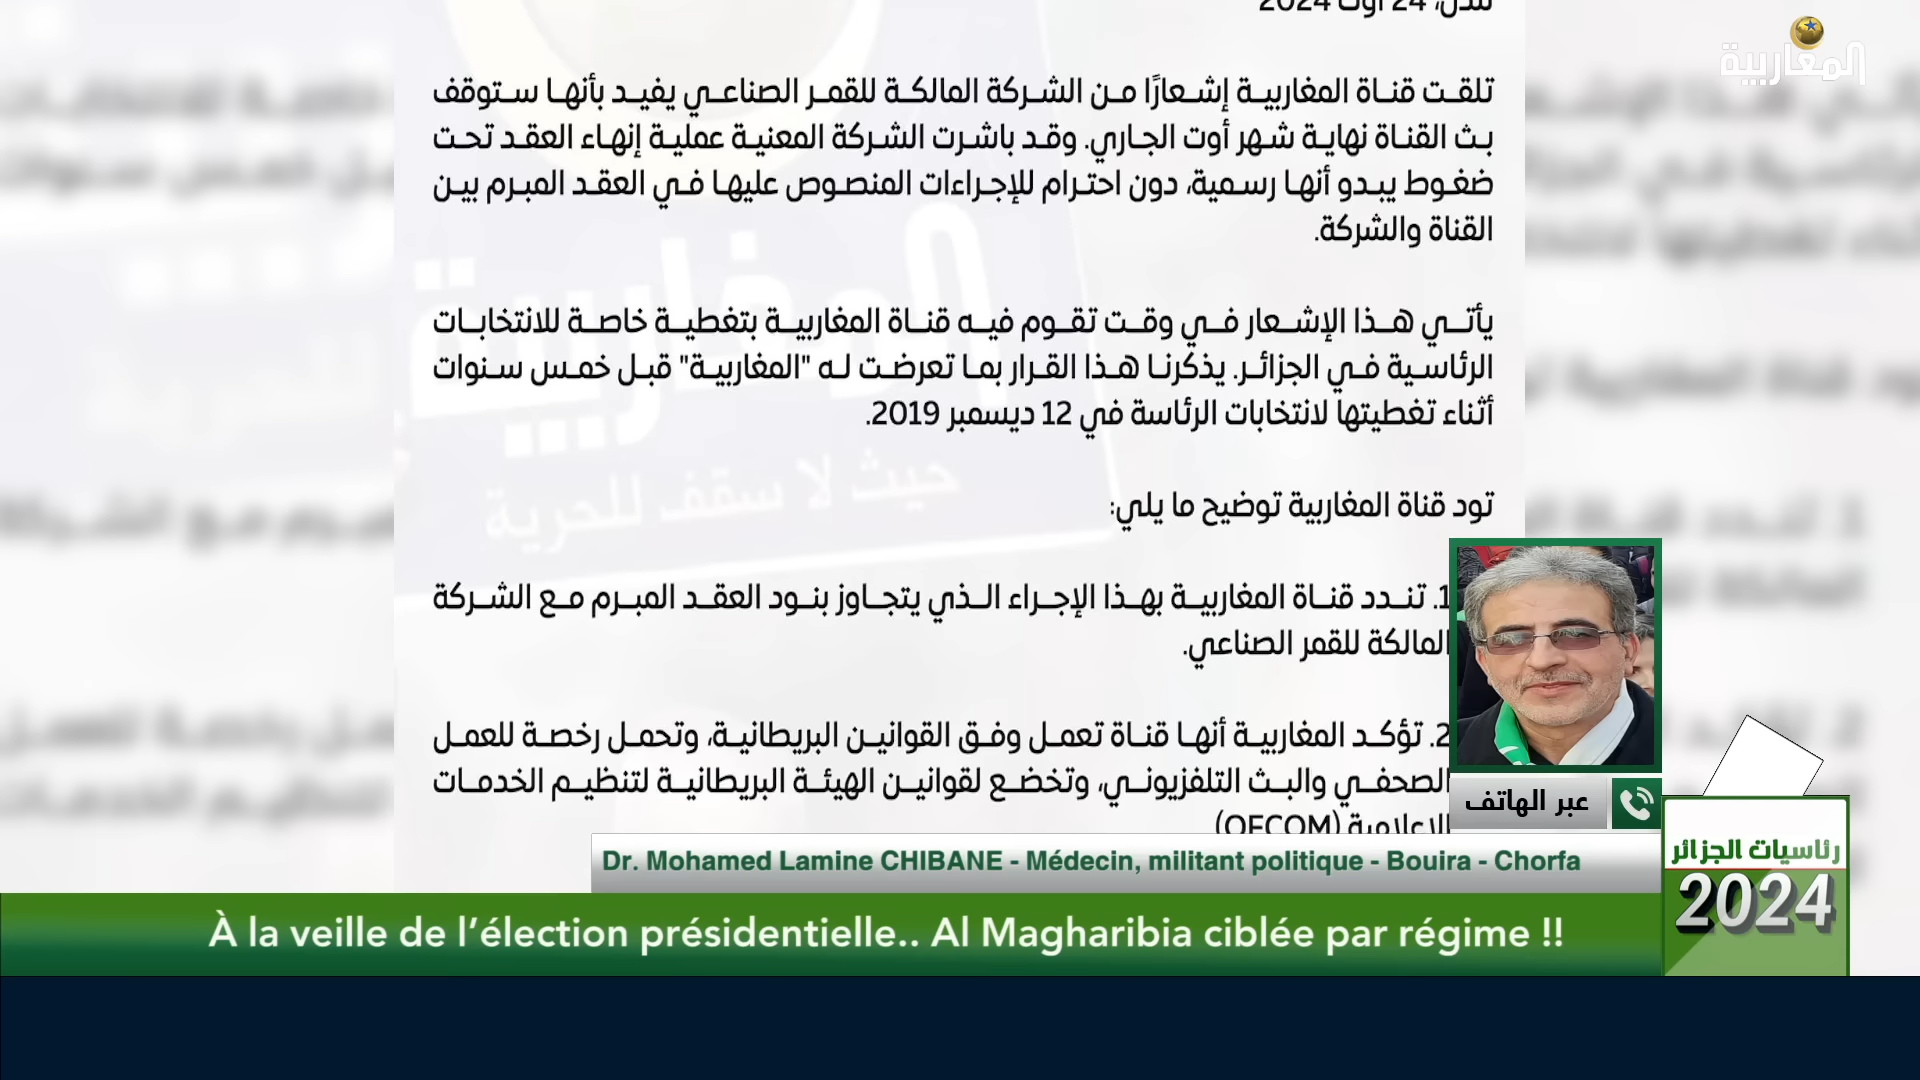 لندن، 24 أوت 2024
المغاربية
تلقت قناة المغاربية إشعارًا من الشركة المالكة للقمر الصناعي يفيد بأنها ستوقف
بث القناة نهاية شهر أوت الجاري. وقد باشرت الشركة المعنية عملية إنهاء العقد تحت
ضغوط يبدو أنها رسمية، دون احترام للإجراءات المنصوص عليها في العقد المبرم بين
القناة والشركة.
يأتي هذا الإشعار في وقت تقوم فيه قناة المغاربية بتغطية خاصة للانتخابات
الرئاسية في الجزائر. يذكرنا هذا القرار بما تعرضت له "المغاربية" قبل خمس سنوات
أثناء تغطيتها لانتخابات الرئاسة في 12 ديسمبر 2019.
المغاربية
حيث لا سقف للحرية
تود قناة المغاربية توضيح ما يلي:
1. تندد قناة المغاربية بهذا الإجراء الذي يتجاوز بنود العقد المبرم مع الشركة
المالكة للقمر الصناعي.
2. تؤكد المغاربية أنها قناة تعمل وفق القوانين البريطانية، وتحمل رخصة للعمل
الصحفي والبث التلفزيوني، وتخضع لقوانين الهيئة البريطانية لتنظيم الخدمات
الإعلامية (OFCOM)
عبر الهاتف
Dr. Mohamed Lamine CHIBANE - Médecin, militant politique - Bouira - Chorfa
رئاسيات الجزائر
2024
À la veille de l’élection présidentielle.. Al Magharibia ciblée par régime !!